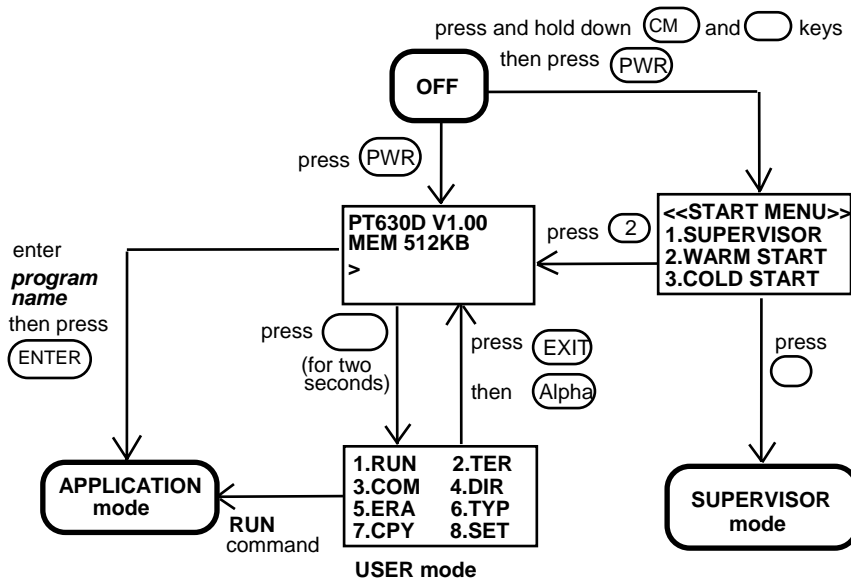 press and hold down CM and keys
then press PWR
OFF
press PWR
PT630D V1.00
MEM 512KB
>
<<START MENU>>
1.SUPERVISOR
2.WARM START
3.COLD START
press 2
enter
program
name
then press
ENTER
press
(for two
seconds)
press EXIT
then Alpha
press
1.RUN 2.TER
3.COM 4.DIR
5.ERA 6.TYP
7.CPY 8.SET
USER mode
APPLICATION
mode
RUN
command
SUPERVISOR
mode